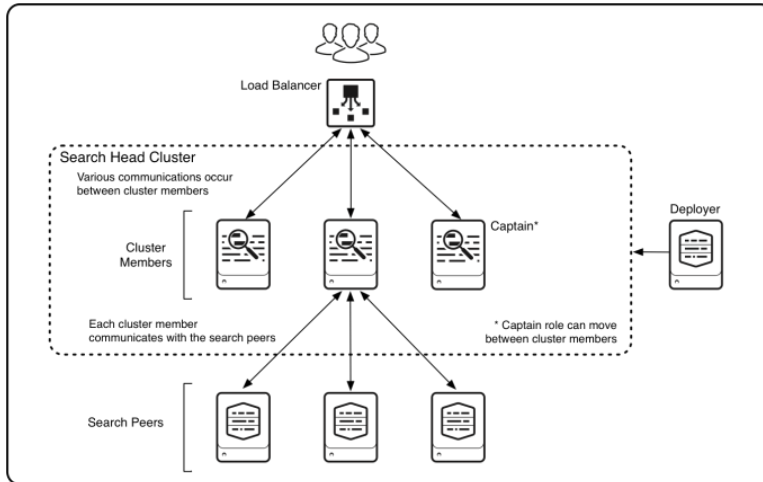 Load Balancer
Search Head Cluster
Various communications occur
between cluster members
Captain*
Deployer
Cluster
Members
Each cluster member
communicates with the search peers
* Captain role can move
between cluster members
Search Peers